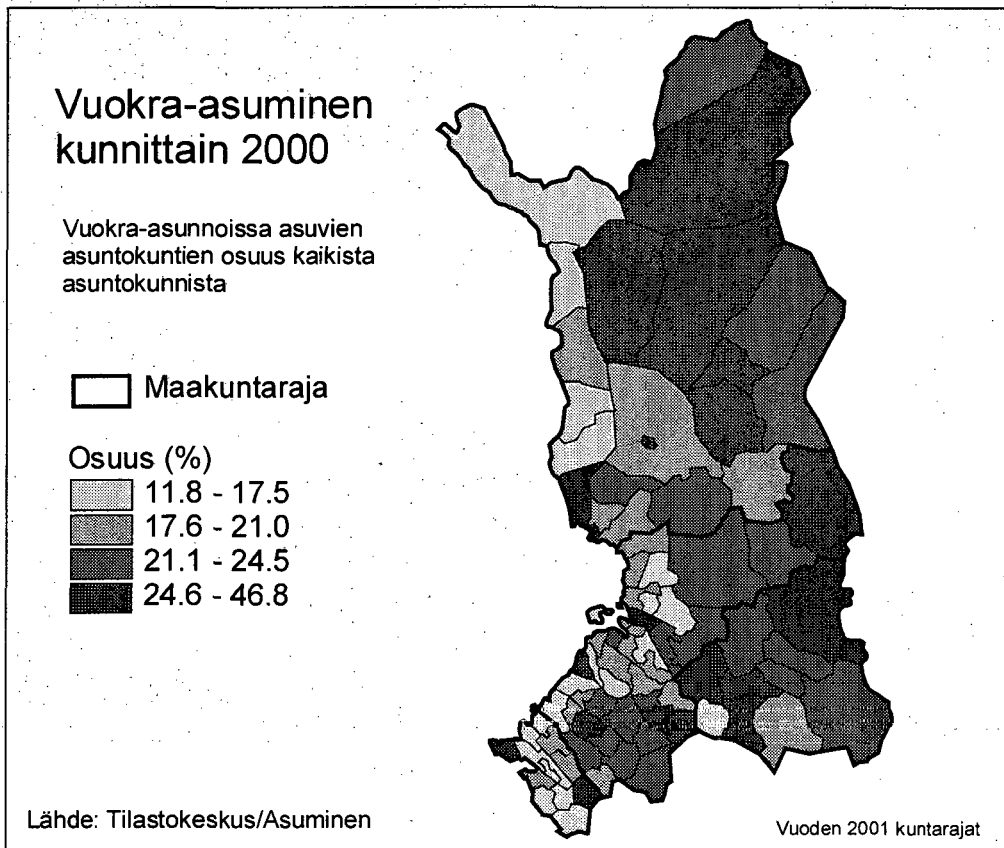 Vuokra-asuminen
kunnittain 2000
Vuokra-asunnoissa asuvien
asuntokuntien osuus kaikista
asuntokunnista
Maakuntaraja
Osuus (%)
11.8 - 17.5
17.6 - 21.0
21.1 - 24.5
24.6 - 46.8
Lähde: Tilastokeskus/Asuminen
Vuoden 2001 kuntarajat